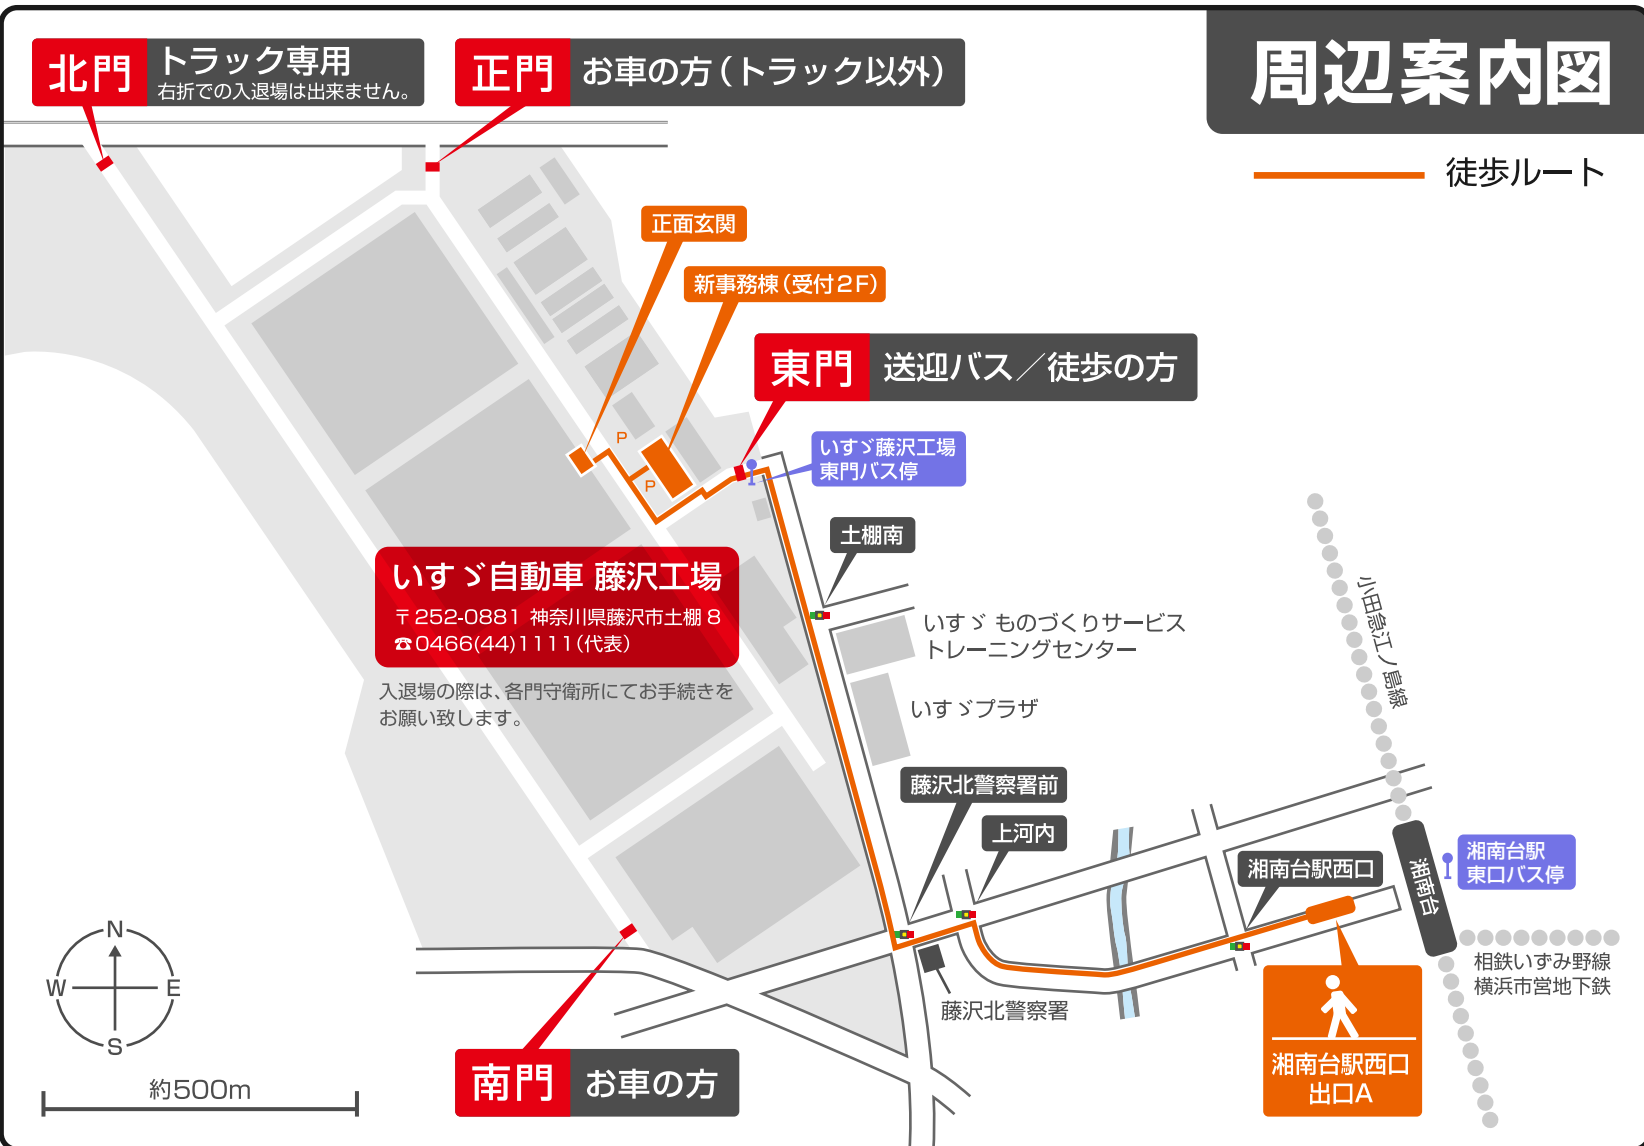 周辺案内図
徒歩ルート
北門
トラック専用
右折での入退場は出来ません。
正門
お車の方（トラック以外）
正面玄関
新事務棟（受付２Ｆ）
東門
送迎バス／徒歩の方
P
P
いすゞ藤沢工場
東門バス停
土棚南
いすゞ自動車 藤沢工場
〒252-0881 神奈川県藤沢市土棚 8
☎0466(44)1111（代表）
入退場の際は、各門守衛所にてお手続きを
お願い致します。
いすゞ ものづくりサービス
トレーニングセンター
いすゞプラザ
小田急江ノ島線
藤沢北警察署前
上河内
湘南台駅西口
湘南台
湘南台駅
東口バス停
相鉄いずみ野線
横浜市営地下鉄
藤沢北警察署
湘南台駅西口
出口A
南門
お車の方
N
W
E
S
約500m